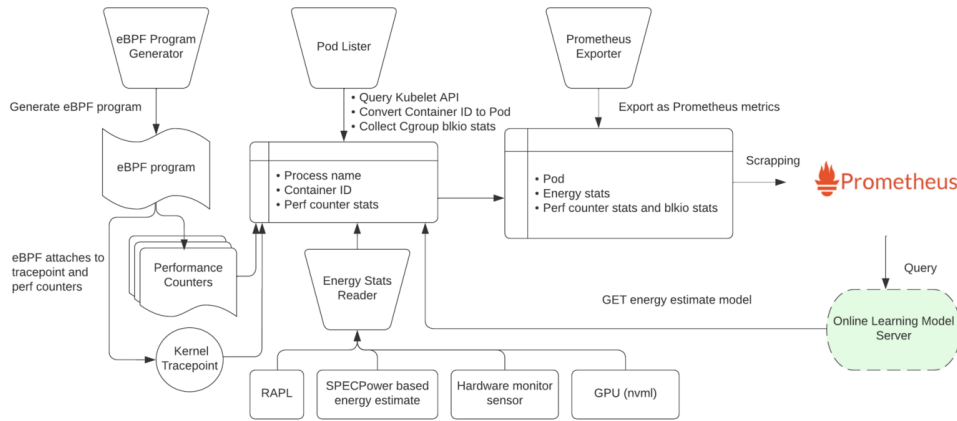 eBPF Program
Generator
Pod Lister
Prometheus
Exporter
Generate eBPF program
• Query Kubelet API
• Convert Container ID to Pod
• Collect Cgroup blkio stats
Export as Prometheus metrics
eBPF program
• Process name
• Container ID
• Perf counter stats
• Pod
• Energy stats
• Perf counter stats and blkio stats
Scrapping
Prometheus
eBPF attaches to
tracepoint and
perf counters
Performance
Counters
Energy Stats
Reader
Query
GET energy estimate model
Online Learning Model
Server
Kernel
Tracepoint
RAPL
SPECPower based
energy estimate
Hardware monitor
sensor
GPU (nvml)